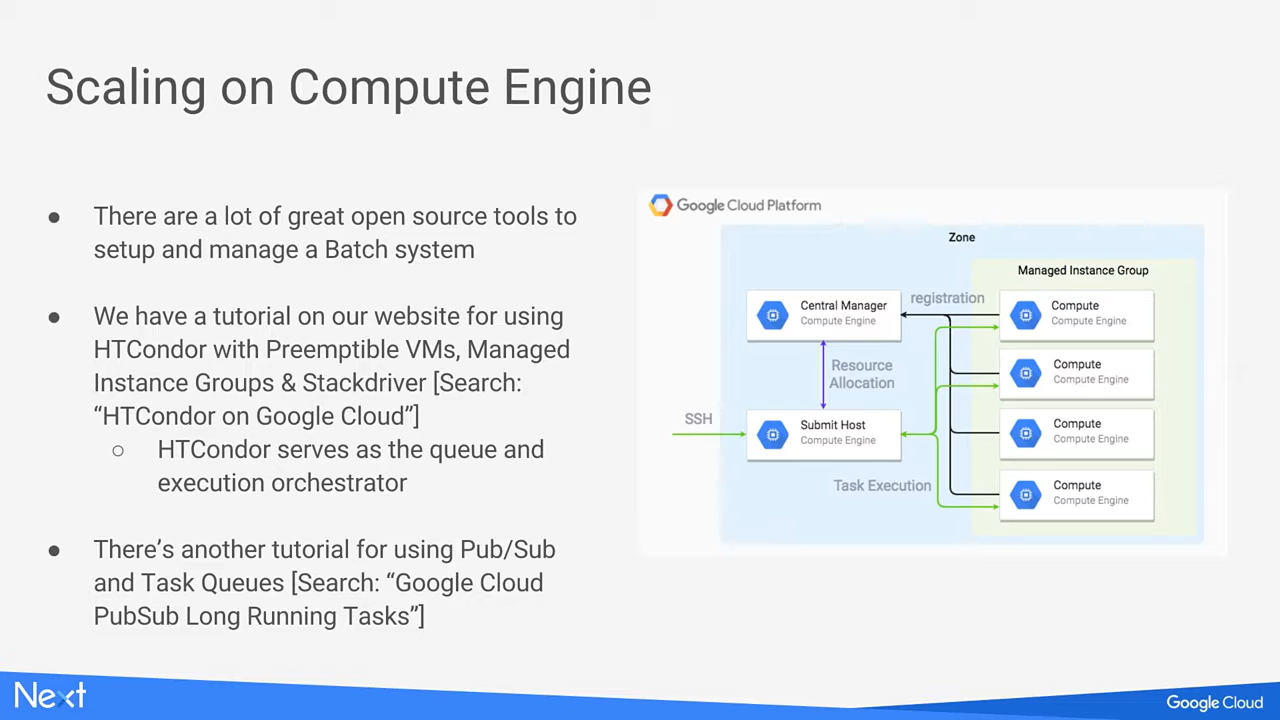 Scaling on Compute Engine
● There are a lot of great open source tools to
setup and manage a Batch system
● We have a tutorial on our website for using
HTCondor with Preemptible VMs, Managed
Instance Groups & Stackdriver [Search:
“HTCondor on Google Cloud”]
○ HTCondor serves as the queue and
execution orchestrator
● There’s another tutorial for using Pub/Sub
and Task Queues [Search: “Google Cloud
PubSub Long Running Tasks”]
Google Cloud Platform
Zone
Managed Instance Group
Central Manager
Compute Engine
registration
Compute
Compute Engine
Resource
Allocation
Compute
Compute Engine
SSH
Submit Host
Compute Engine
Compute
Compute Engine
Task Execution
Compute
Compute Engine
Next
Google Cloud